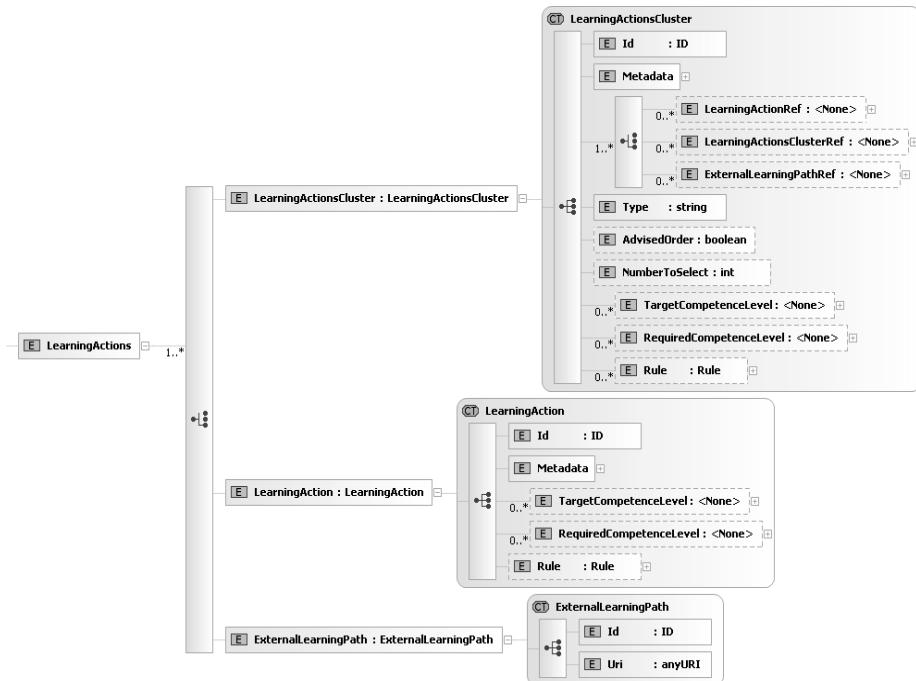 CT LearningActionsCluster
E Id : ID
E Metadata
0..* E LearningActionRef : <None>
1..* 0..* E LearningActionsClusterRef : <None>
0..* E ExternalLearningPathRef : <None>
E LearningActionsCluster : LearningActionsCluster
E Type : string
E AdvisedOrder : boolean
E NumberToSelect : int
0..* E TargetCompetenceLevel : <None>
E LearningActions 1..*
0..* E RequiredCompetenceLevel : <None>
0..* E Rule : Rule
CT LearningAction
E Id : ID
E Metadata
E LearningAction : LearningAction
0..* E TargetCompetenceLevel : <None>
0..* E RequiredCompetenceLevel : <None>
E Rule : Rule
CT ExternalLearningPath
E Id : ID
E ExternalLearningPath : ExternalLearningPath
E Uri : anyURI